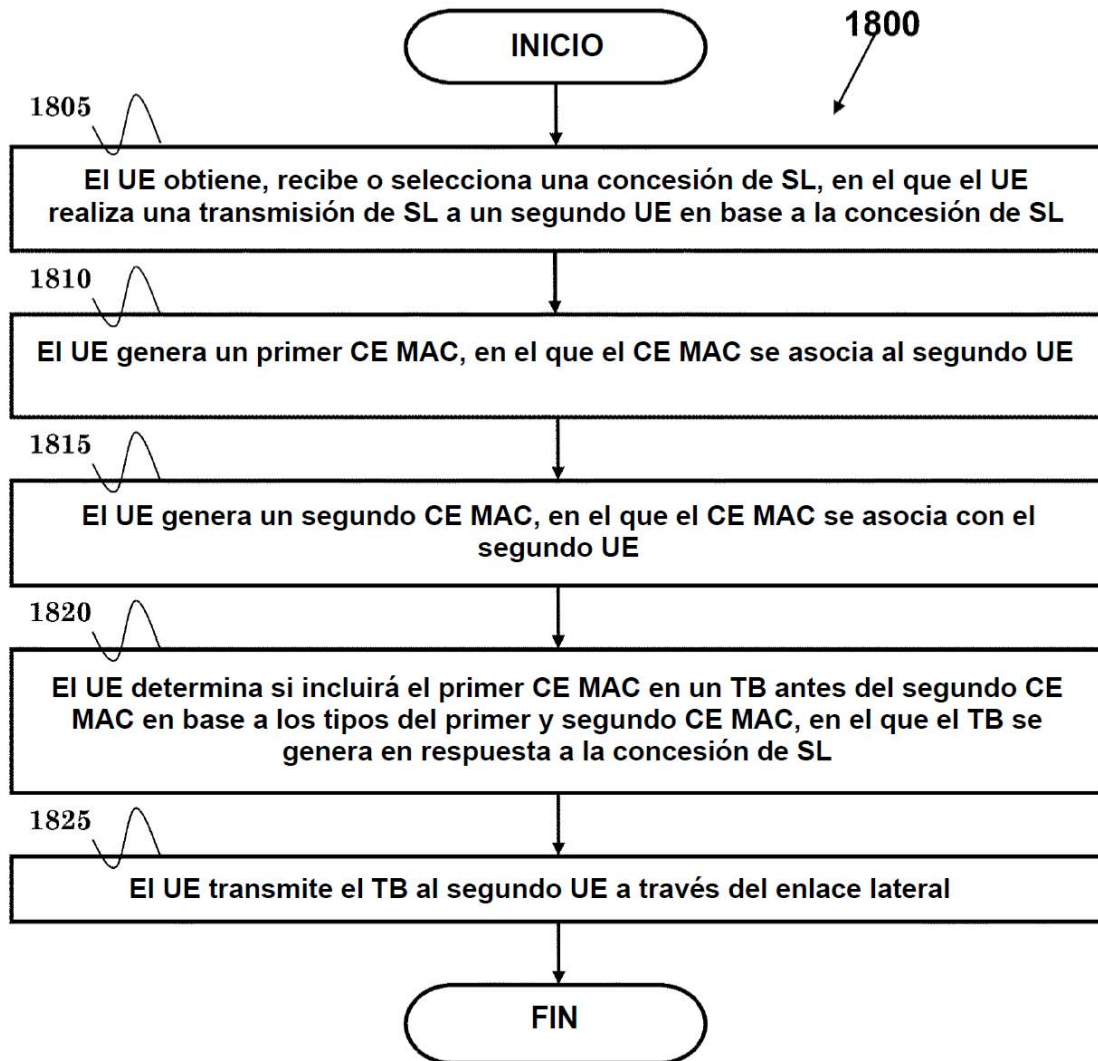 INICIO
1800
1805
El UE obtiene, recibe o selecciona una concesión de SL, en el que el UE
realiza una transmisión de SL a un segundo UE en base a la concesión de SL
1810
El UE genera un primer CE MAC, en el que el CE MAC se asocia al segundo UE
1815
El UE genera un segundo CE MAC, en el que el CE MAC se asocia con el
segundo UE
1820
El UE determina si incluirá el primer CE MAC en un TB antes del segundo CE
MAC en base a los tipos del primer y segundo CE MAC, en el que el TB se
genera en respuesta a la concesión de SL
1825
El UE transmite el TB al segundo UE a través del enlace lateral
FIN